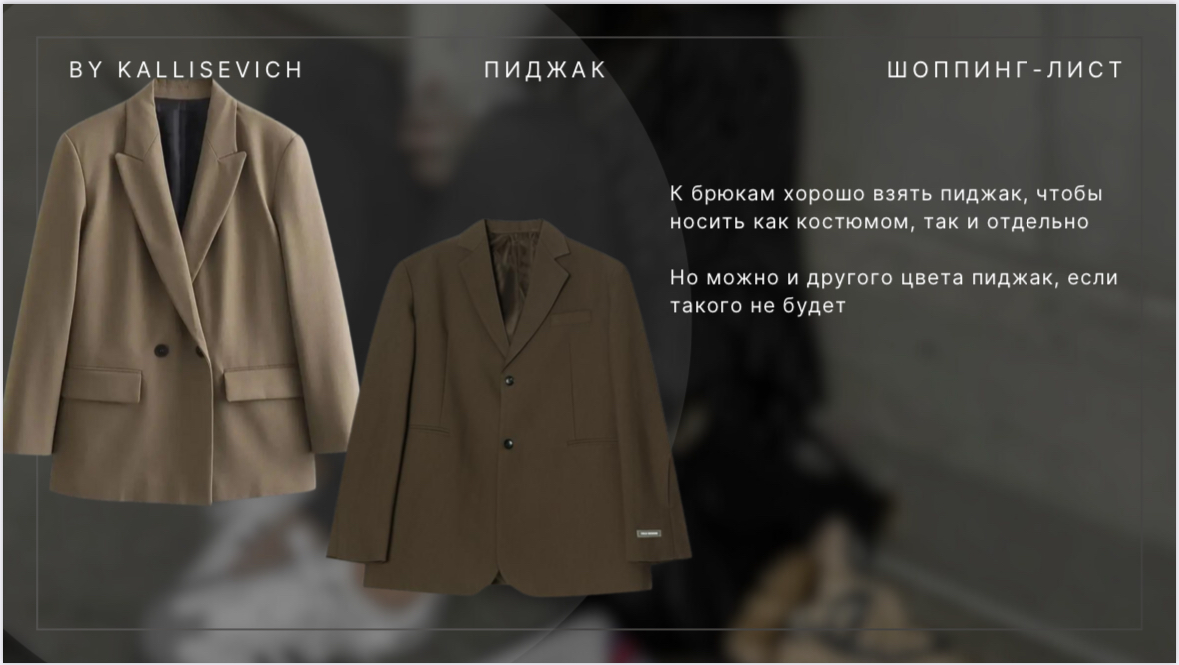 BY KALLISEVICH
ПИДЖАК
ШОППИНГ-ЛИСТ
К брюкам хорошо взять пиджак, чтобы
носить как костюмом, так и отдельно
Но можно и другого цвета пиджак, если
такого не будет